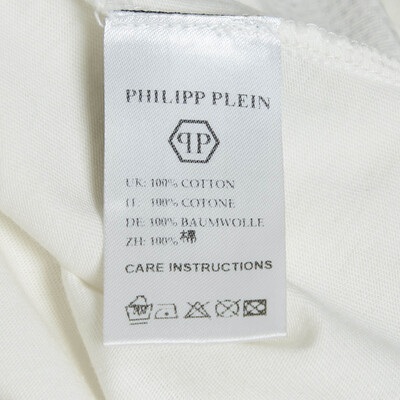 PHILIPP PLEIN
PP
UK: 100% COTTON
IT: 100% COTONE
DE: 100% BAUMWOLLE
ZH: 100% 棉
CARE INSTRUCTIONS